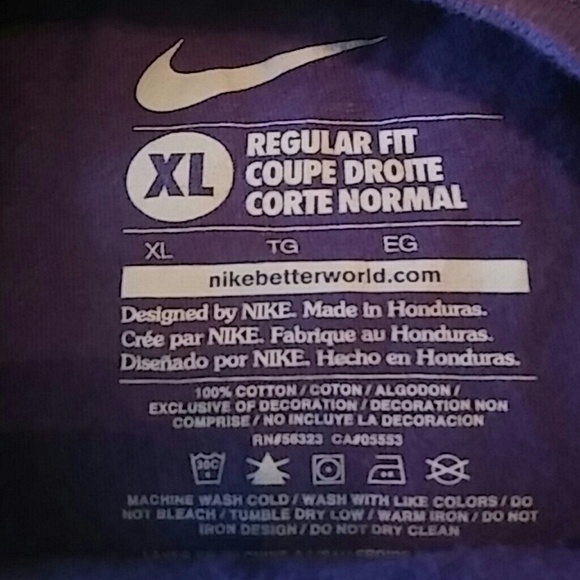 XL
REGULAR FIT
COUPE DROITE
CORTE NORMAL
XL TG EG
nikebetterworld.com
Designed by NIKE. Made in Honduras.
Crée par NIKE. Fabrique au Honduras.
Diseñado por NIKE. Hecho en Honduras.
100% COTTON / COTON / ALGODON /
EXCLUSIVE OF DECORATION / DECORATION NON
COMPRISE / NO INCLUYE LA DECORACION
RN#56323 CA#05553
30C
MACHINE WASH COLD / WASH WITH LIKE COLORS / DO
NOT BLEACH / TUMBLE DRY LOW / WARM IRON / DO NOT
IRON DESIGN / DO NOT DRY CLEAN